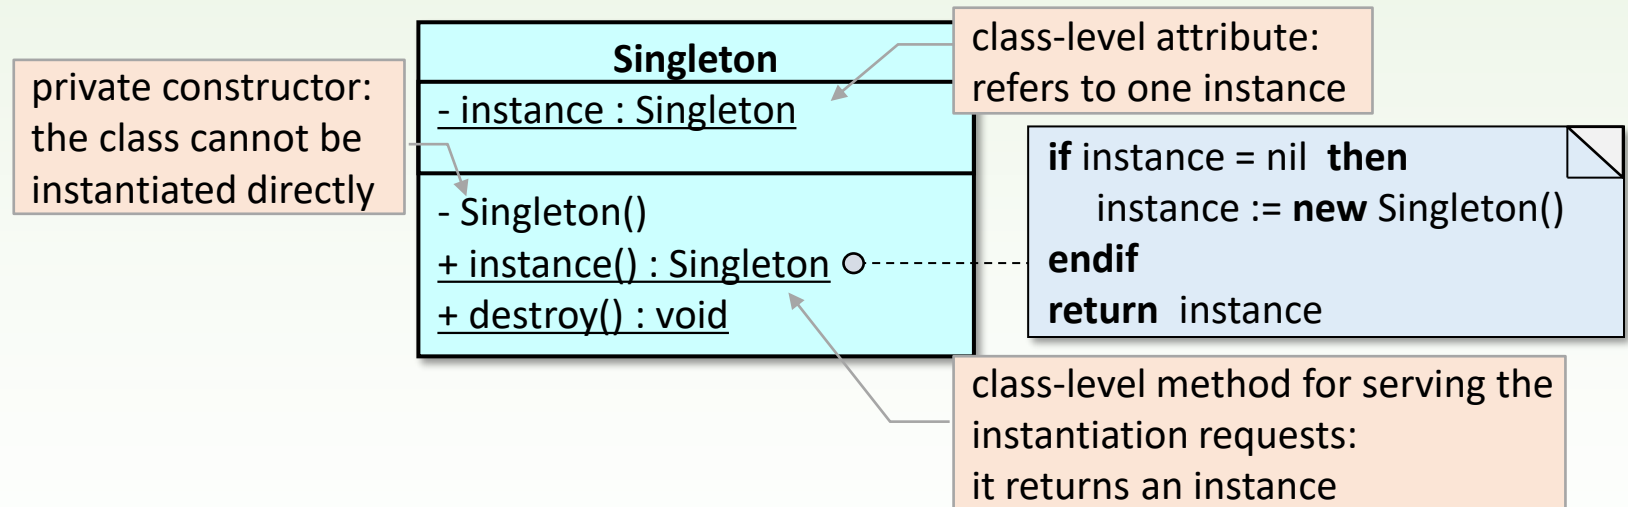 private constructor:
the class cannot be
instantiated directly
Singleton
- instance : Singleton
- Singleton()
+ instance() : Singleton
+ destroy() : void
class-level attribute:
refers to one instance
if instance = nil then
instance := new Singleton()
endif
return instance
class-level method for serving the
instantiation requests:
it returns an instance